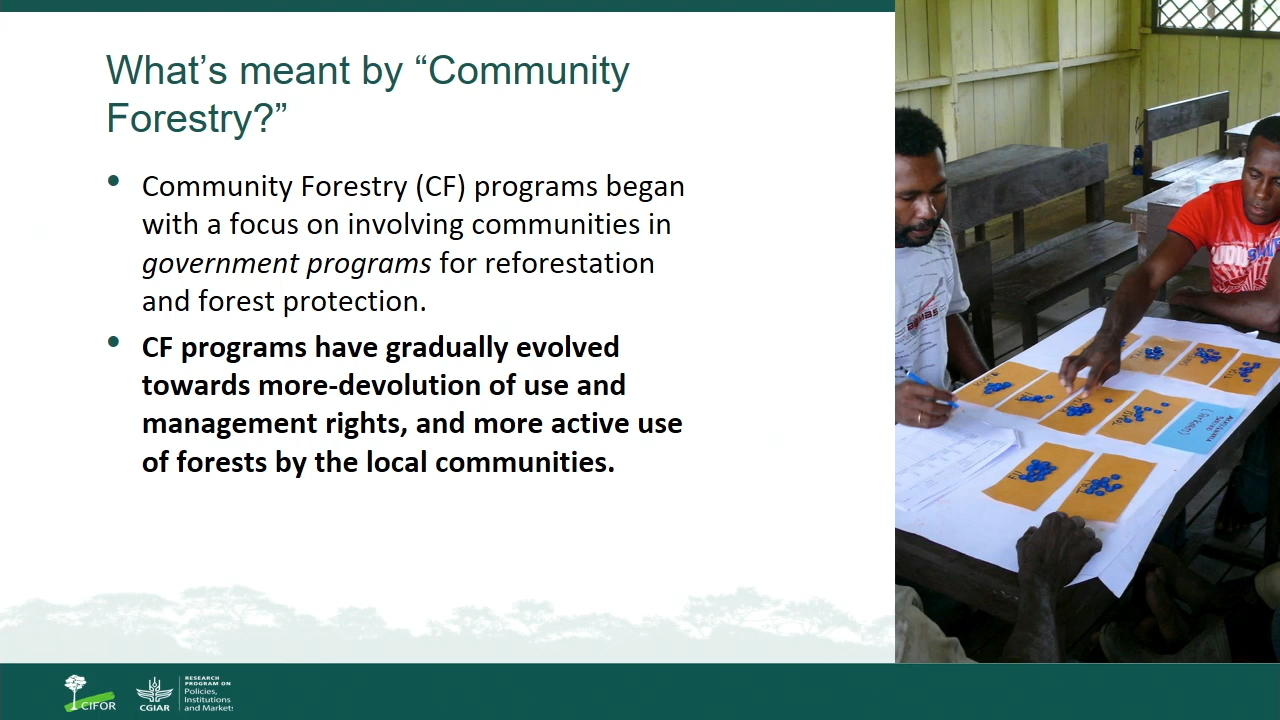 What’s meant by “Community
Forestry?”
• Community Forestry (CF) programs began
with a focus on involving communities in
government programs for reforestation
and forest protection.
• CF programs have gradually evolved
towards more-devolution of use and
management rights, and more active use
of forests by the local communities.
CIFOR
CGIAR
RESEARCH
PROGRAM ON
Policies,
Institutions
and Markets